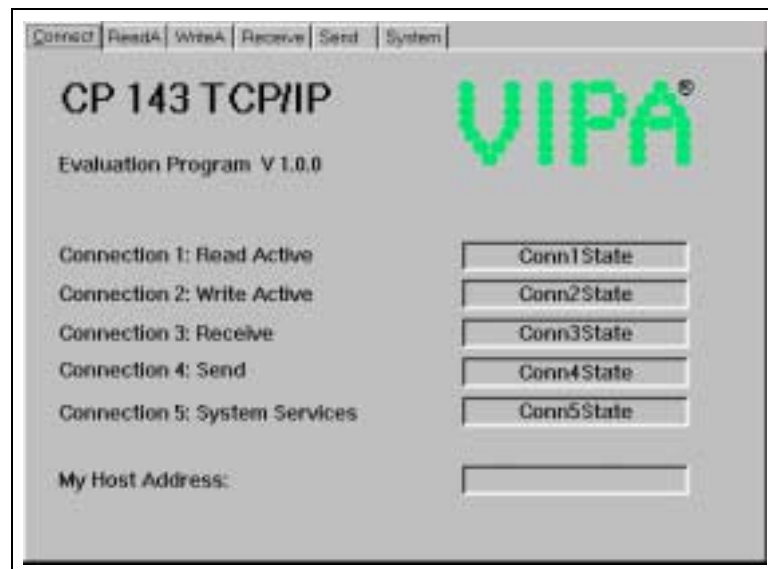 Connect ReadA WriteA Receive Send System
CP 143 TCP/IP
VIPA®
Evaluation Program V 1.0.0
Connection 1: Read Active Conn1State
Connection 2: Write Active Conn2State
Connection 3: Receive Conn3State
Connection 4: Send Conn4State
Connection 5: System Services Conn5State
My Host Address: